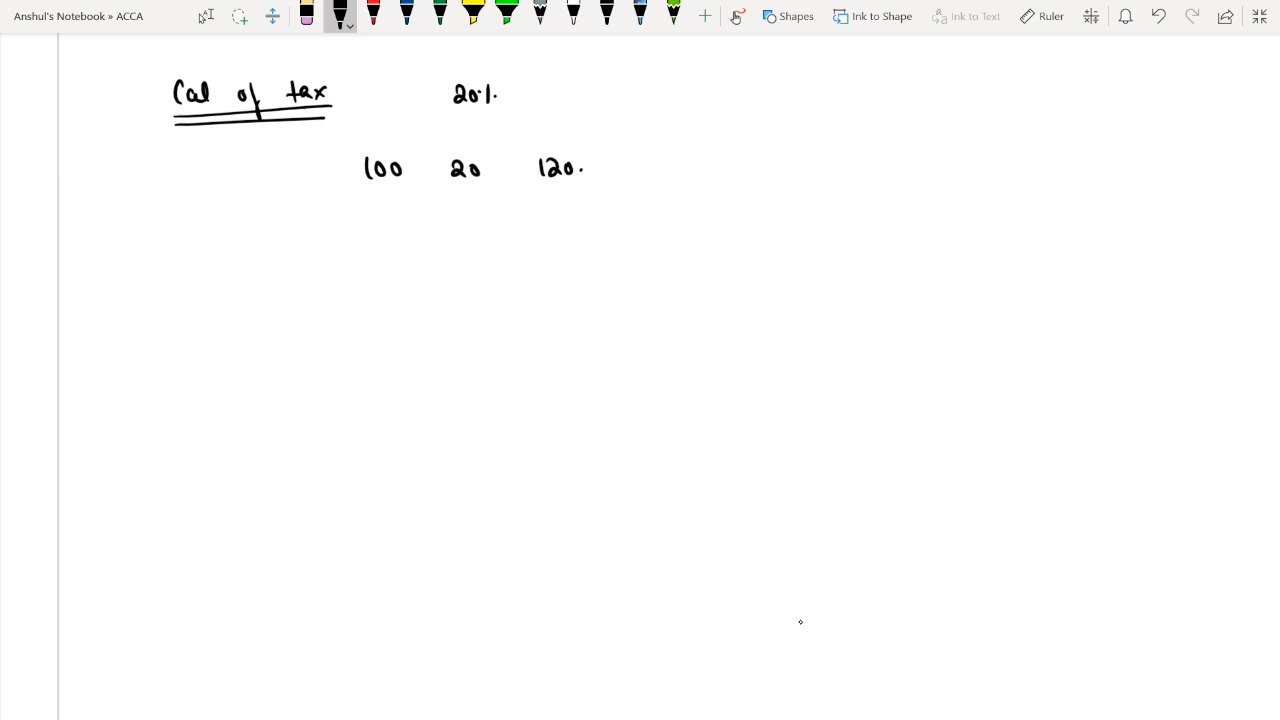 Anshul's Notebook » ACCA
Shapes Ink to Shape Ink to Text Ruler
Cal of tax 20%.
100 20 120.